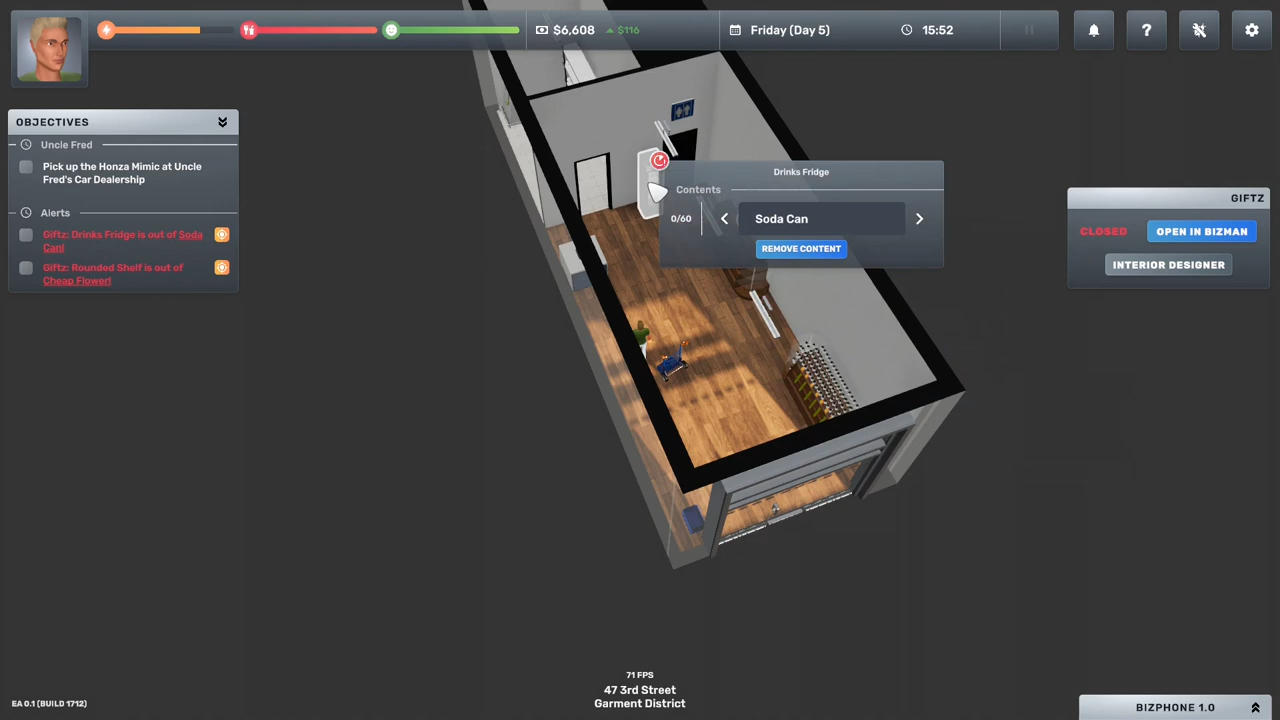 $6,608 $116
Friday (Day 5)
15:52
?
OBJECTIVES
Uncle Fred
Pick up the Honza Mimic at Uncle
Fred's Car Dealership
Alerts
Giftz: Drinks Fridge is out of Soda
Can!
Giftz: Rounded Shelf is out of
Cheap Flower!
Drinks Fridge
Contents
0/60
Soda Can
REMOVE CONTENT
GIFTZ
CLOSED
OPEN IN BIZMAN
INTERIOR DESIGNER
71 FPS
47 3rd Street
Garment District
EA 0.1 (BUILD 1712)
BIZPHONE 1.0